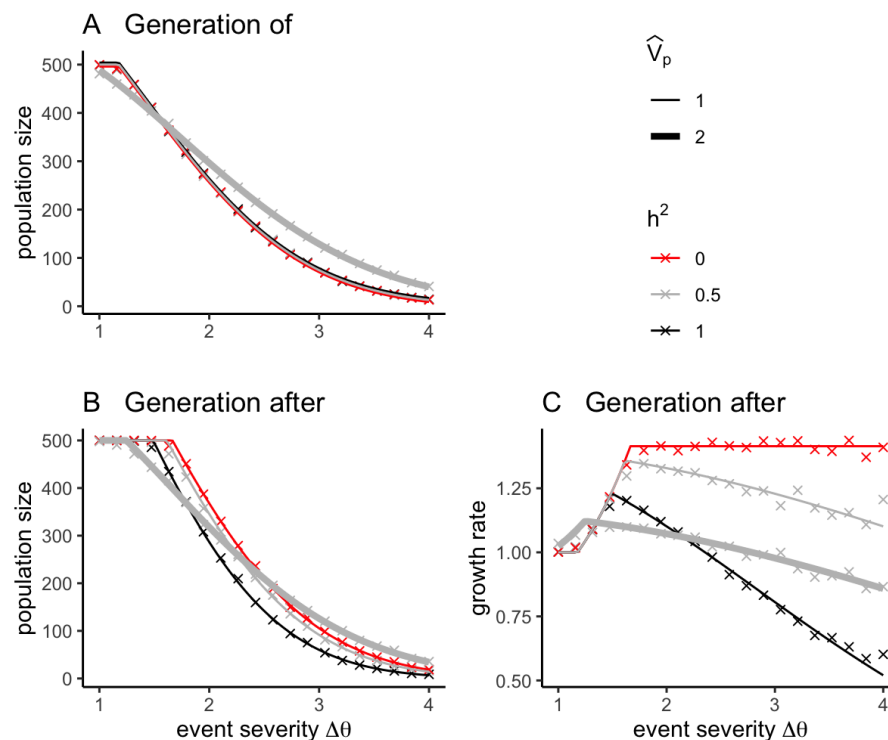 A Generation of
population size
500
400
300
200
100
0
1 2 3 4
V̂p
1
2
h²
0
0.5
1
B Generation after
population size
500
400
300
200
100
0
1 2 3 4
event severity Δθ
C Generation after
growth rate
1.25
1.00
0.75
0.50
1 2 3 4
event severity Δθ